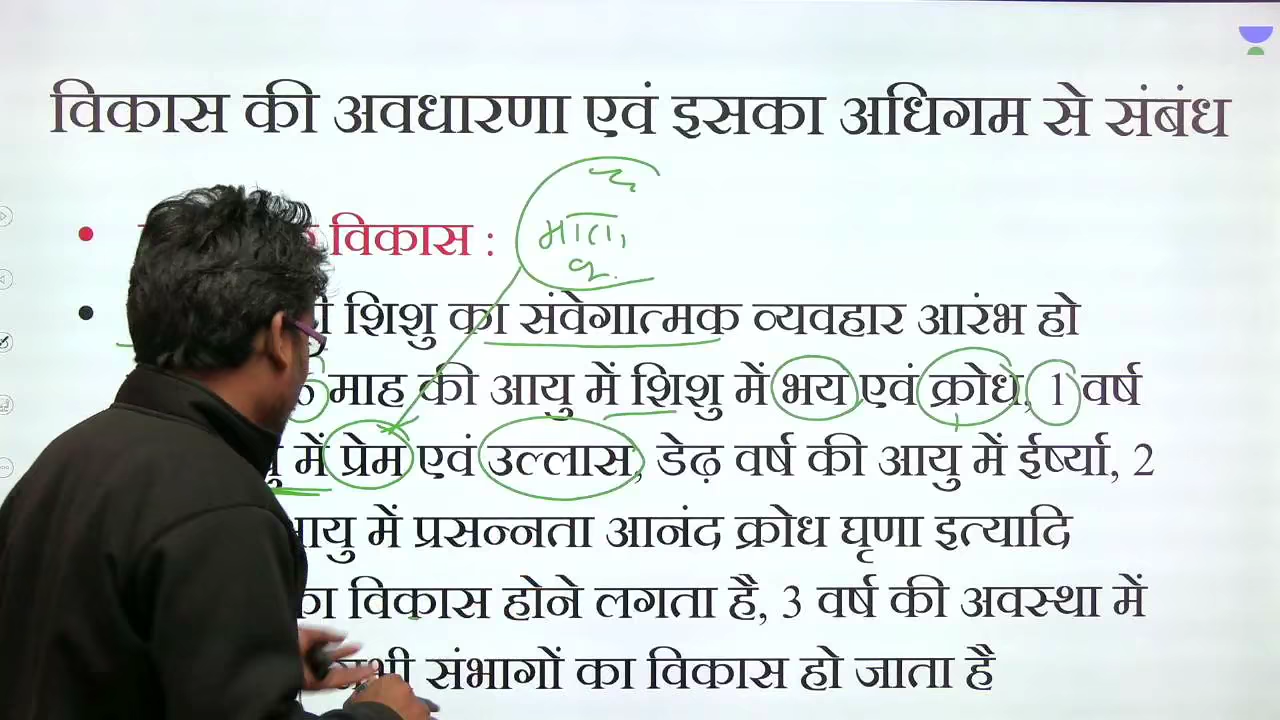 विकास की अवधारणा एवं इसका अधिगम से संबंध
माता,
विकास :
शिशु का संवेगात्मक व्यवहार आरंभ हो
माह की आयु में शिशु में भय एवं क्रोध, 1 वर्ष
में प्रेम एवं उल्लास, डेढ़ वर्ष की आयु में ईर्ष्या, 2
आयु में प्रसन्नता आनंद क्रोध घृणा इत्यादि
का विकास होने लगता है, 3 वर्ष की अवस्था में
संभागों का विकास हो जाता है